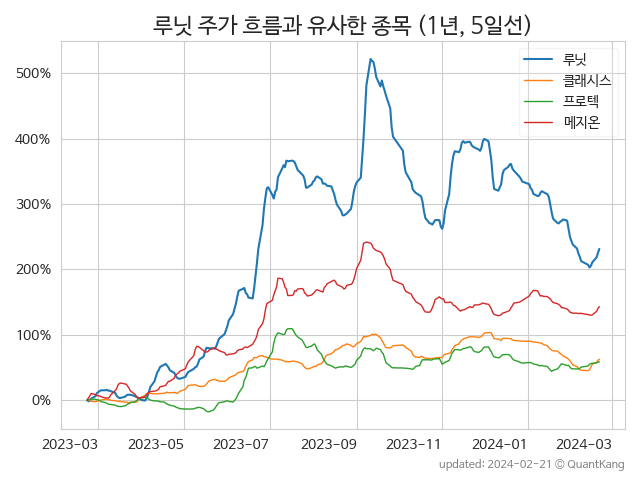 루닛 주가 흐름과 유사한 종목 (1년, 5일선)
루닛
클래시스
프로텍
메지온
500%
400%
300%
200%
100%
0%
2023-03 2023-05 2023-07 2023-09 2023-11 2024-01 2024-03
updated: 2024-02-21 © QuantKang